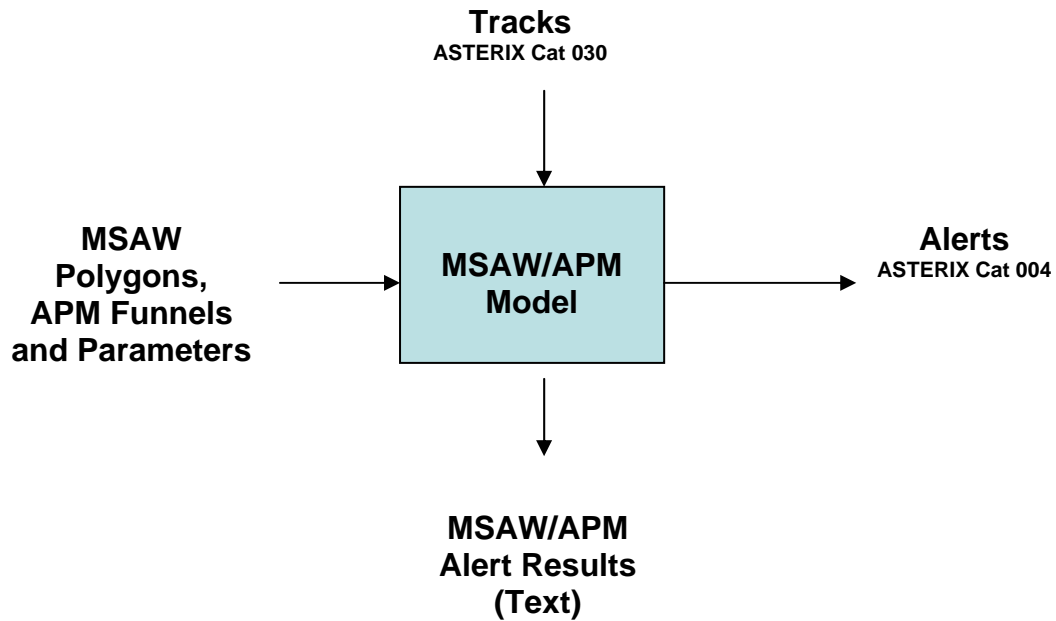 Tracks
ASTERIX Cat 030
MSAW
Polygons,
APM Funnels
and Parameters
MSAW/APM
Model
Alerts
ASTERIX Cat 004
MSAW/APM
Alert Results
(Text)